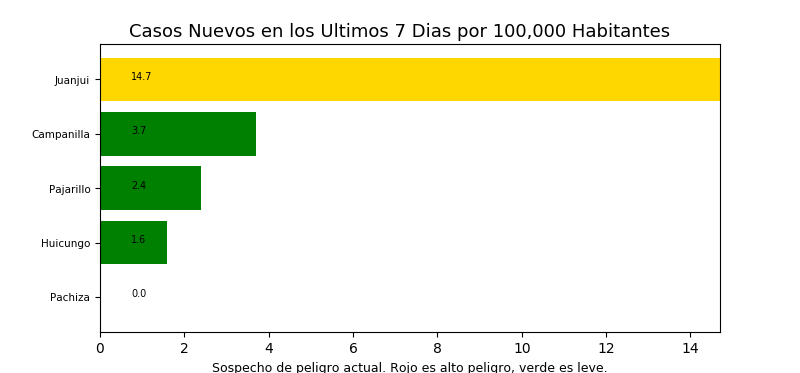 Casos Nuevos en los Ultimos 7 Dias por 100,000 Habitantes
Juanjui 14.7
Campanilla 3.7
Pajarillo 2.4
Huicungo 1.6
Pachiza 0.0
0 2 4 6 8 10 12 14
Sospecho de peligro actual. Rojo es alto peligro, verde es leve.